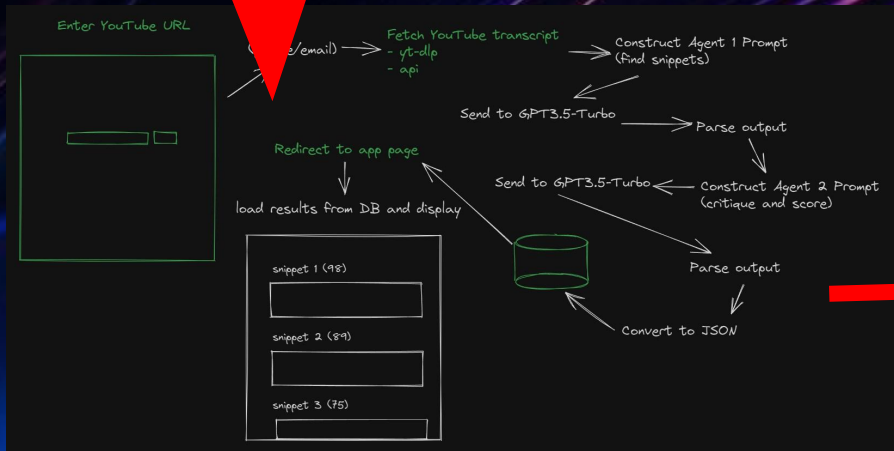 Enter YouTube URL
e/email)
Fetch YouTube transcript
- yt-dlp
- api
Construct Agent 1 Prompt
(find snippets)
Send to GPT3.5-Turbo
Parse output
Redirect to app page
Send to GPT3.5-Turbo
Construct Agent 2 Prompt
(critique and score)
load results from DB and display
Parse output
snippet 1 (98)
Convert to JSON
snippet 2 (89)
snippet 3 (75)